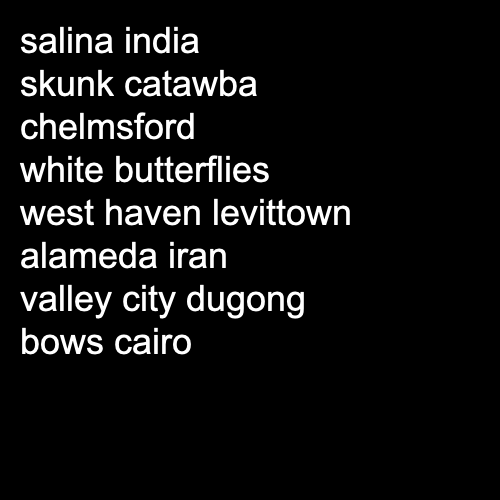 salina india
skunk catawba
chelmsford
white butterflies
west haven levittown
alameda iran
valley city dugong
bows cairo